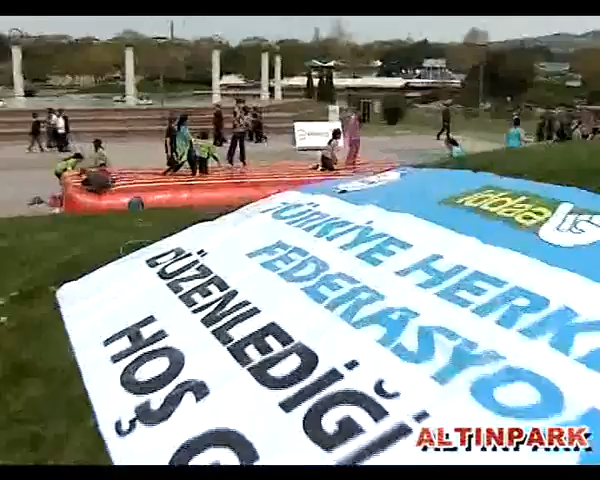 iddaa
TÜRKİYE HERK
FEDERASYO
DÜZENLEDİĞİ
HOŞ G
ALTINPARK